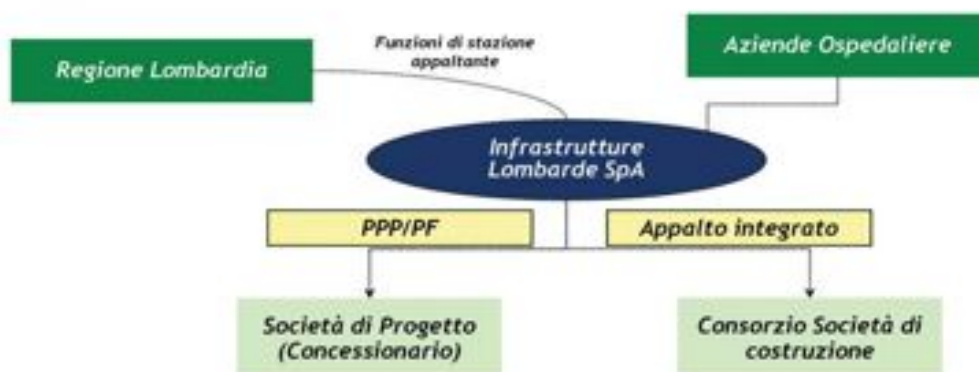 Funzioni di stazione
appaltante
Regione Lombardia
Aziende Ospedaliere
Infrastrutture
Lombarde SpA
PPP/PF
Appalto integrato
Società di Progetto
(Concessionario)
Consorzio Società di
costruzione